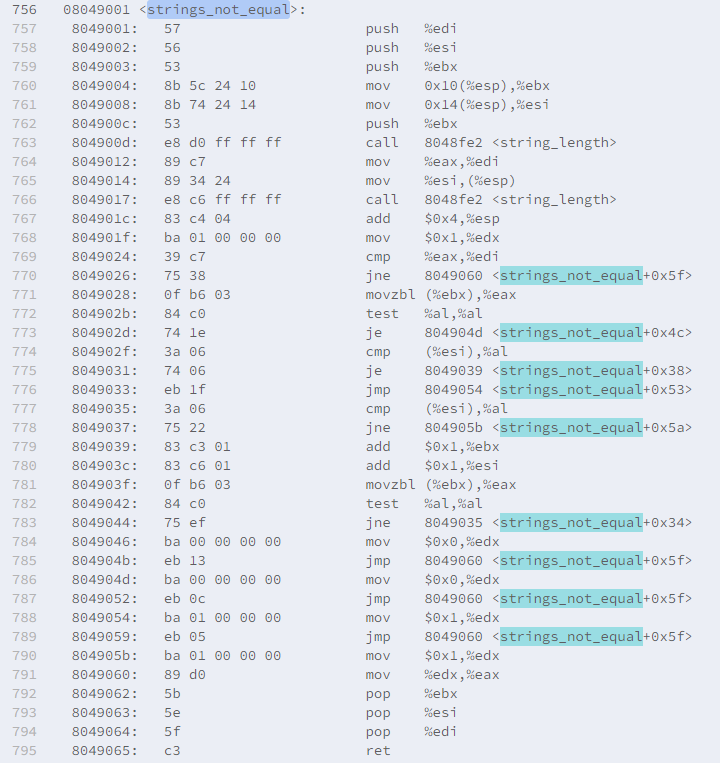 756 08049001 <strings_not_equal>:
757 8049001: 57 push %edi
758 8049002: 56 push %esi
759 8049003: 53 push %ebx
760 8049004: 8b 5c 24 10 mov 0x10(%esp),%ebx
761 8049008: 8b 74 24 14 mov 0x14(%esp),%esi
762 804900c: 53 push %ebx
763 804900d: e8 d0 ff ff ff call 8048fe2 <string_length>
764 8049012: 89 c7 mov %eax,%edi
765 8049014: 89 34 24 mov %esi,(%esp)
766 8049017: e8 c6 ff ff ff call 8048fe2 <string_length>
767 804901c: 83 c4 04 add $0x4,%esp
768 804901f: ba 01 00 00 00 mov $0x1,%edx
769 8049024: 39 c7 cmp %eax,%edi
770 8049026: 75 38 jne 8049060 <strings_not_equal+0x5f>
771 8049028: 0f b6 03 movzbl (%ebx),%eax
772 804902b: 84 c0 test %al,%al
773 804902d: 74 1e je 804904d <strings_not_equal+0x4c>
774 804902f: 3a 06 cmp (%esi),%al
775 8049031: 74 06 je 8049039 <strings_not_equal+0x38>
776 8049033: eb 1f jmp 8049054 <strings_not_equal+0x53>
777 8049035: 3a 06 cmp (%esi),%al
778 8049037: 75 22 jne 804905b <strings_not_equal+0x5a>
779 8049039: 83 c3 01 add $0x1,%ebx
780 804903c: 83 c6 01 add $0x1,%esi
781 804903f: 0f b6 03 movzbl (%ebx),%eax
782 8049042: 84 c0 test %al,%al
783 8049044: 75 ef jne 8049035 <strings_not_equal+0x34>
784 8049046: ba 00 00 00 00 mov $0x0,%edx
785 804904b: eb 13 jmp 8049060 <strings_not_equal+0x5f>
786 804904d: ba 00 00 00 00 mov $0x0,%edx
787 8049052: eb 0c jmp 8049060 <strings_not_equal+0x5f>
788 8049054: ba 01 00 00 00 mov $0x1,%edx
789 8049059: eb 05 jmp 8049060 <strings_not_equal+0x5f>
790 804905b: ba 01 00 00 00 mov $0x1,%edx
791 8049060: 89 d0 mov %edx,%eax
792 8049062: 5b pop %ebx
793 8049063: 5e pop %esi
794 8049064: 5f pop %edi
795 8049065: c3 ret